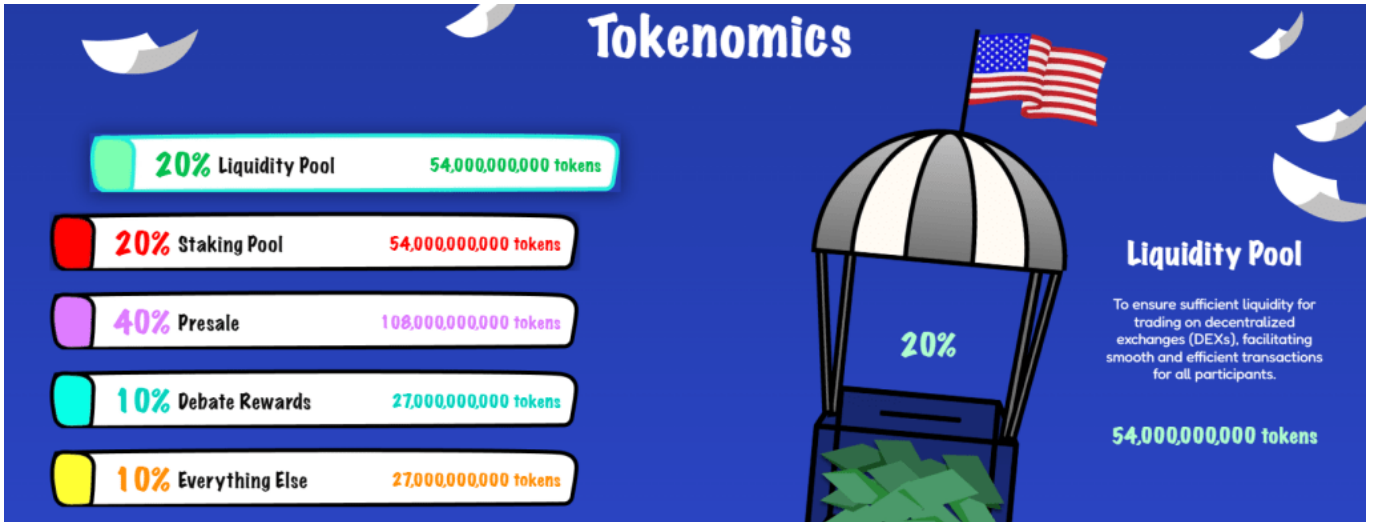 Tokenomics
20% Liquidity Pool 54,000,000,000 tokens
20% Staking Pool 54,000,000,000 tokens
40% Presale 108,000,000,000 tokens
10% Debate Rewards 27,000,000,000 tokens
10% Everything Else 27,000,000,000 tokens
20%
Liquidity Pool
To ensure sufficient liquidity for
trading on decentralized
exchanges (DEXs), facilitating
smooth and efficient transactions
for all participants.
54,000,000,000 tokens